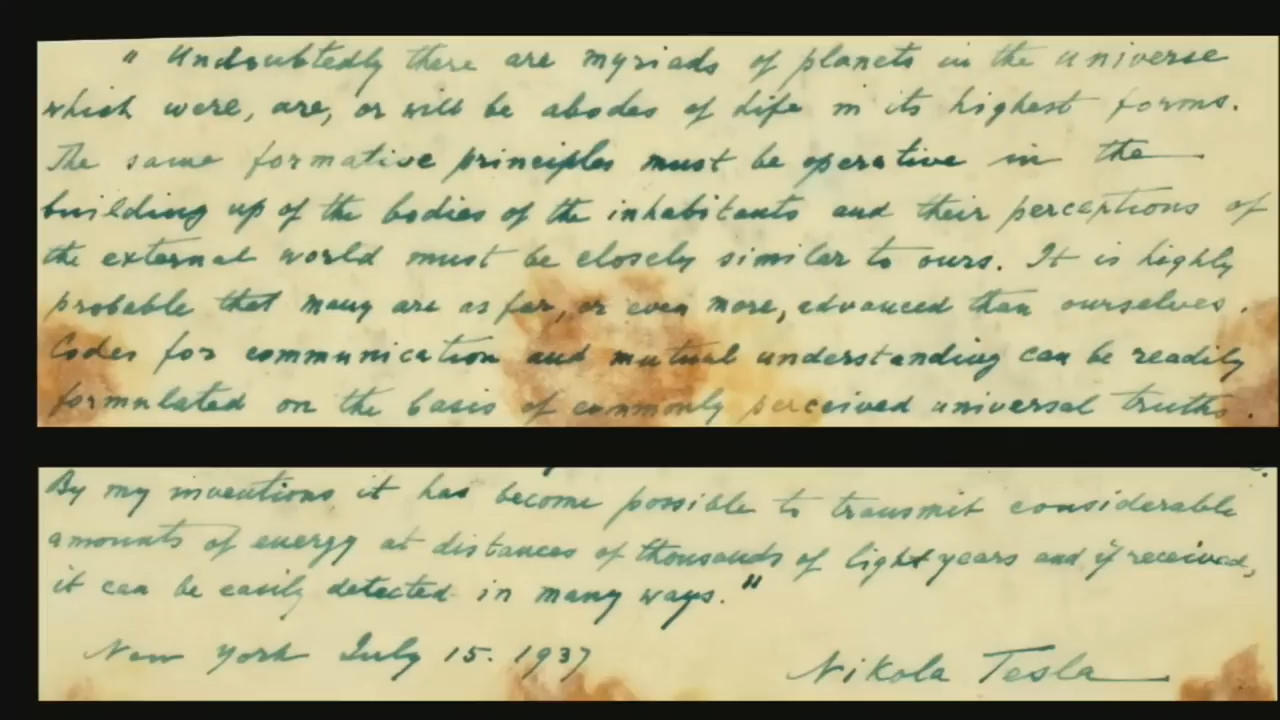 " Undoubtedly there are myriads of planets in the universe
which were, are, or will be abodes of life in its highest forms.
The same formative principles must be operative in the
building up of the bodies of the inhabitants and their perceptions of
the external world must be closely similar to ours. It is highly
probable that many are as far, or even more, advanced than ourselves.
Codes for communication and mutual understanding can be readily
formulated on the basis of commonly perceived universal truths.
By my inventions it has become possible to transmit considerable
amounts of energy at distances of thousands of light years and if received,
it can be easily detected in many ways."
New York July 15. 1937
Nikola Tesla